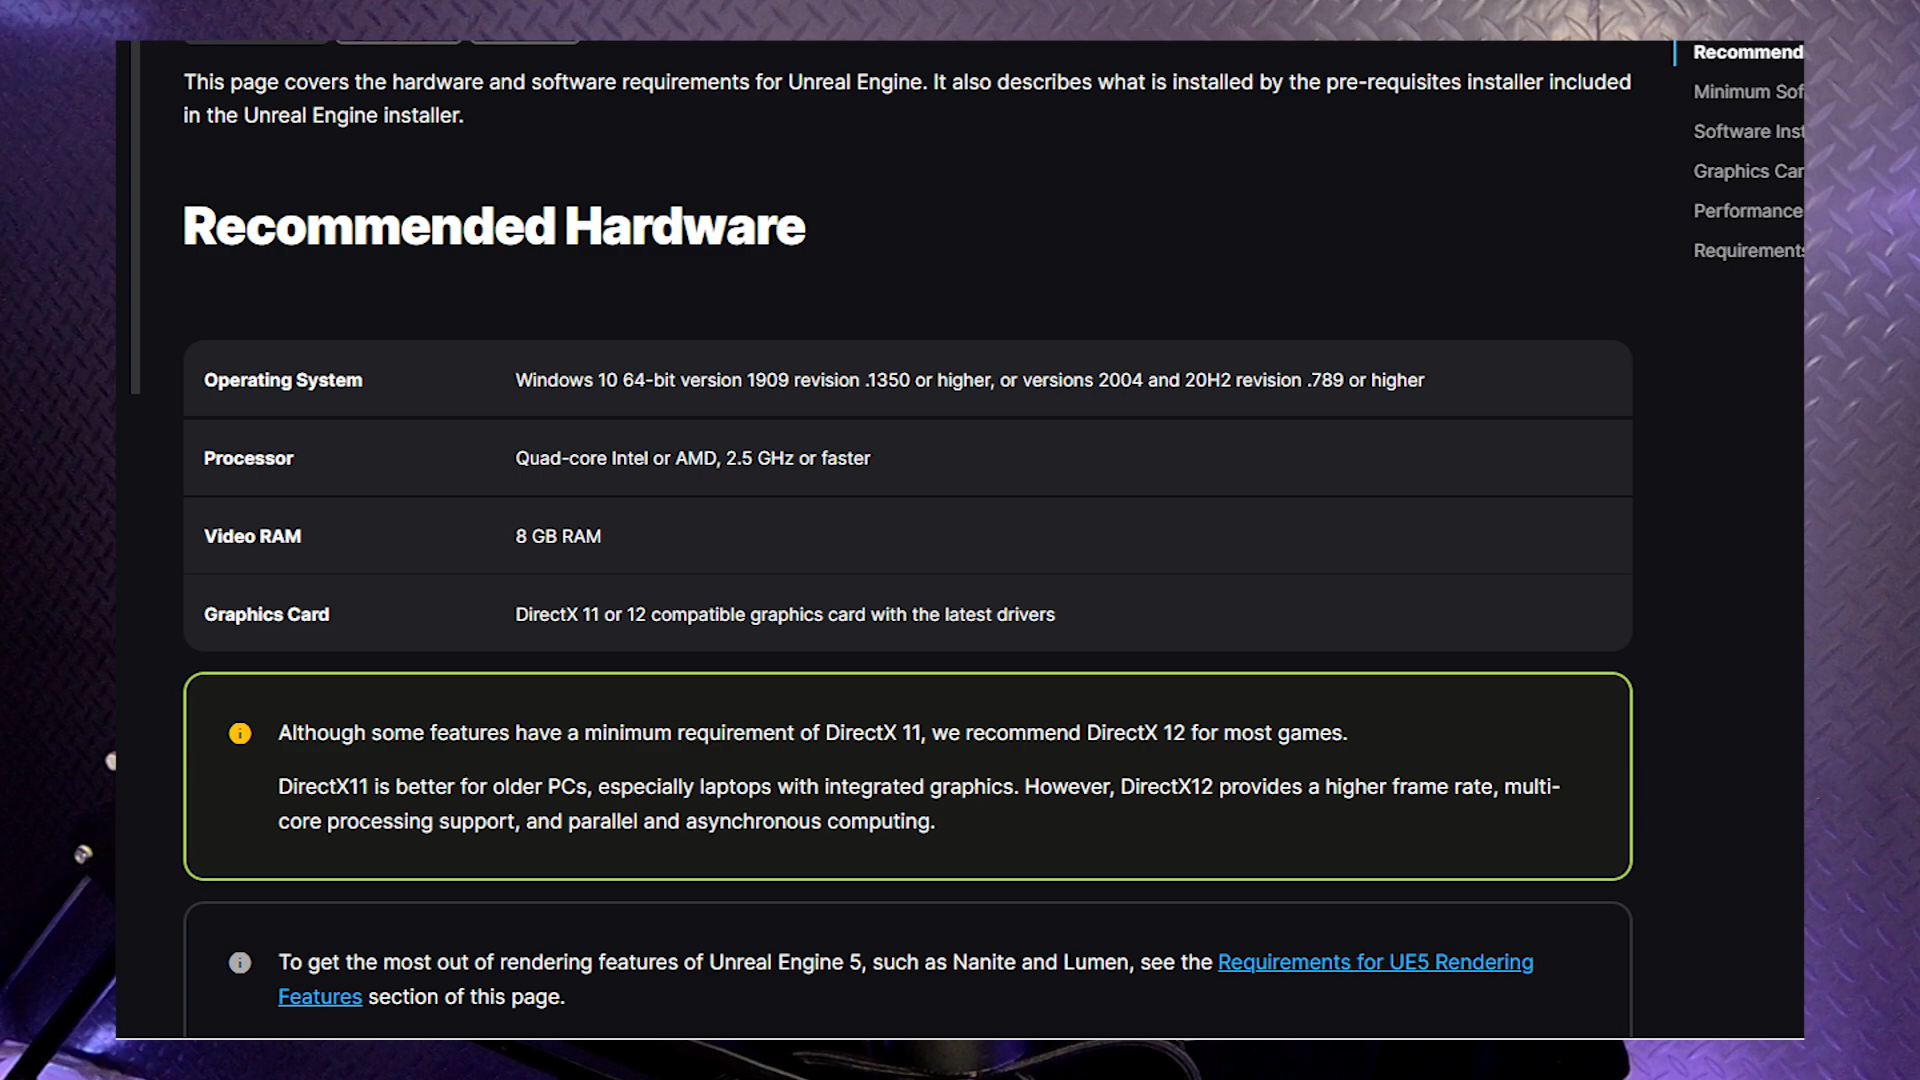 This page covers the hardware and software requirements for Unreal Engine. It also describes what is installed by the pre-requisites installer included
in the Unreal Engine installer.
Recommended Hardware
Operating System Windows 10 64-bit version 1909 revision .1350 or higher, or versions 2004 and 20H2 revision .789 or higher
Processor Quad-core Intel or AMD, 2.5 GHz or faster
Video RAM 8 GB RAM
Graphics Card DirectX 11 or 12 compatible graphics card with the latest drivers
Although some features have a minimum requirement of DirectX 11, we recommend DirectX 12 for most games.
DirectX11 is better for older PCs, especially laptops with integrated graphics. However, DirectX12 provides a higher frame rate, multi-
core processing support, and parallel and asynchronous computing.
To get the most out of rendering features of Unreal Engine 5, such as Nanite and Lumen, see the Requirements for UE5 Rendering
Features section of this page.
Recommend
Minimum Sof
Software Inst
Graphics Car
Performance
Requirements